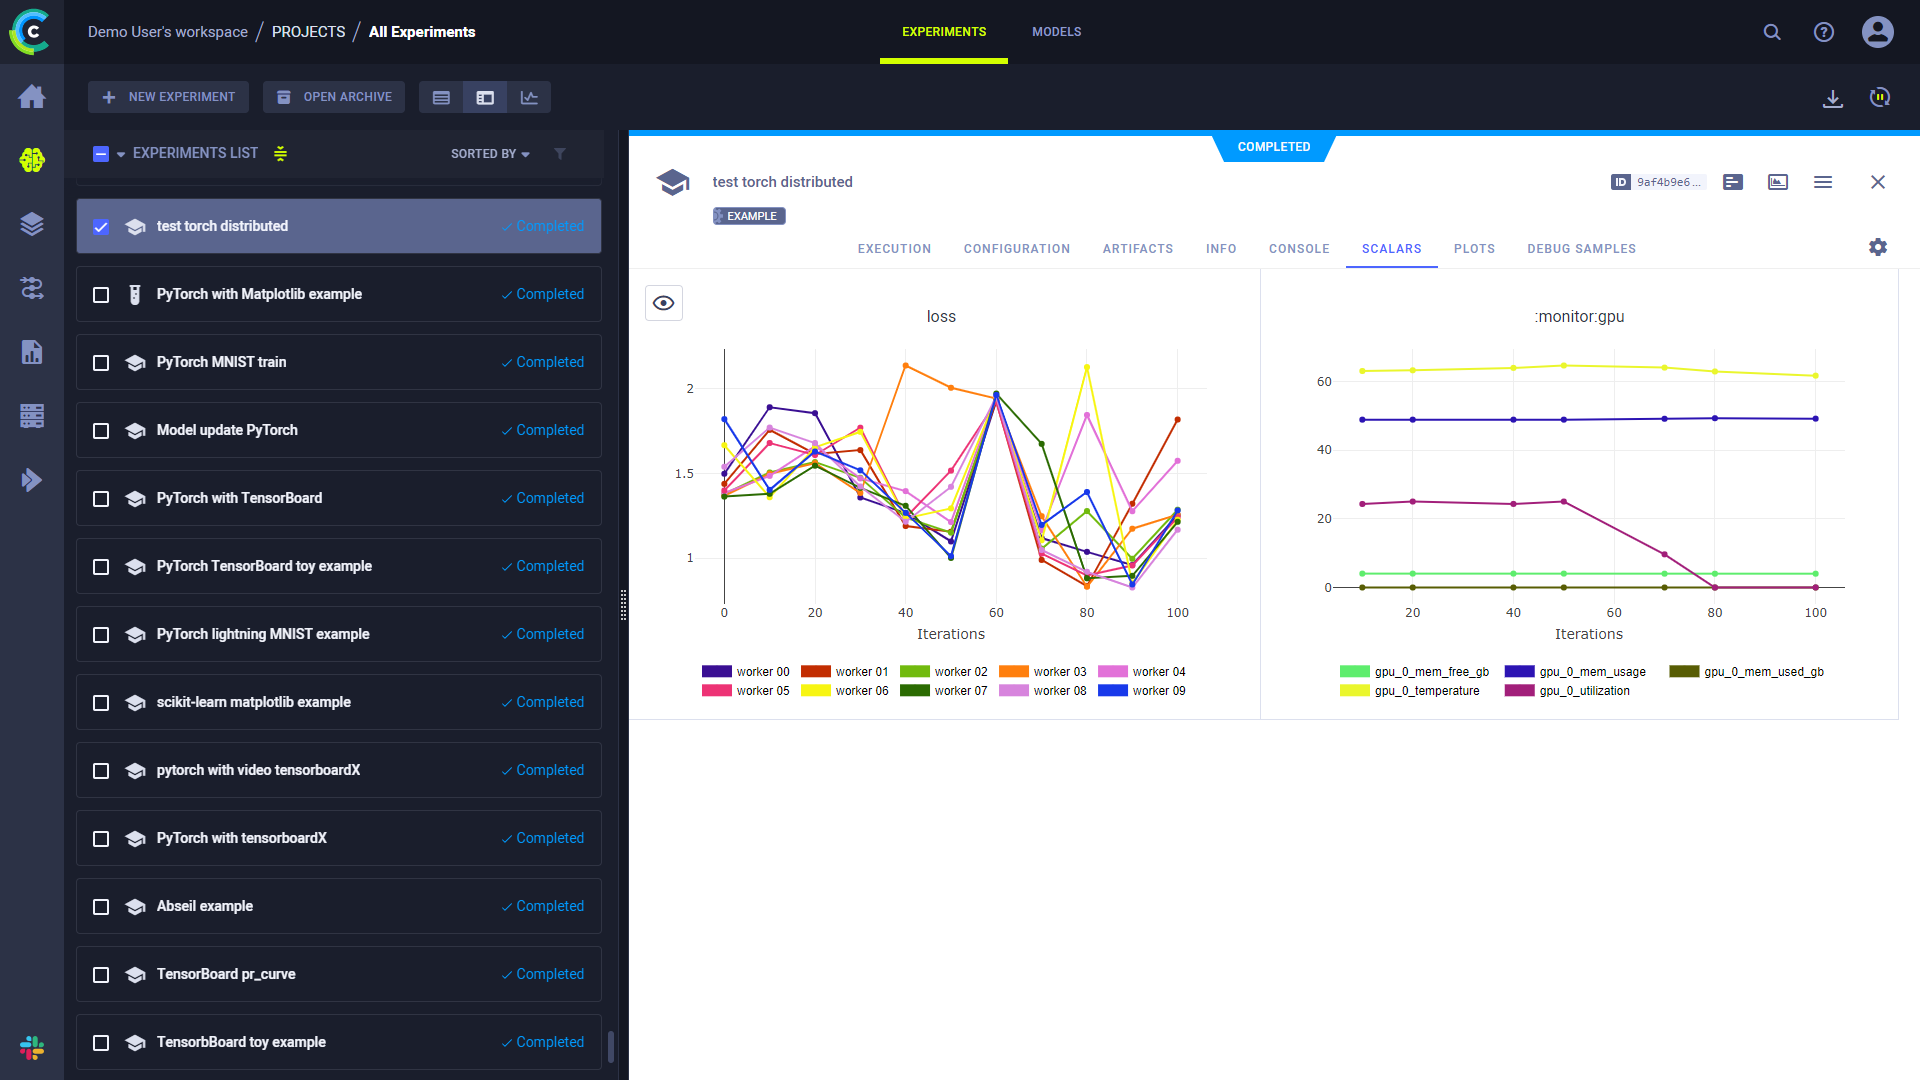 Demo User's workspace / PROJECTS / All Experiments
EXPERIMENTS
MODELS
NEW EXPERIMENT
OPEN ARCHIVE
EXPERIMENTS LIST
SORTED BY
test torch distributed
Completed
PyTorch with Matplotlib example
Completed
PyTorch MNIST train
Completed
Model update PyTorch
Completed
PyTorch with TensorBoard
Completed
PyTorch TensorBoard toy example
Completed
PyTorch lightning MNIST example
Completed
scikit-learn matplotlib example
Completed
pytorch with video tensorboardX
Completed
PyTorch with tensorboardX
Completed
Abseil example
Completed
TensorBoard pr_curve
Completed
TensorbBoard toy example
Completed
COMPLETED
test torch distributed
ID 9af4b9e6...
EXAMPLE
EXECUTION
CONFIGURATION
ARTIFACTS
INFO
CONSOLE
SCALARS
PLOTS
DEBUG SAMPLES
loss
2
1.5
1
0
20
40
60
80
100
Iterations
worker 00
worker 01
worker 02
worker 03
worker 04
worker 05
worker 06
worker 07
worker 08
worker 09
:monitor:gpu
60
40
20
0
20
40
60
80
100
Iterations
gpu_0_mem_free_gb
gpu_0_mem_usage
gpu_0_mem_used_gb
gpu_0_temperature
gpu_0_utilization